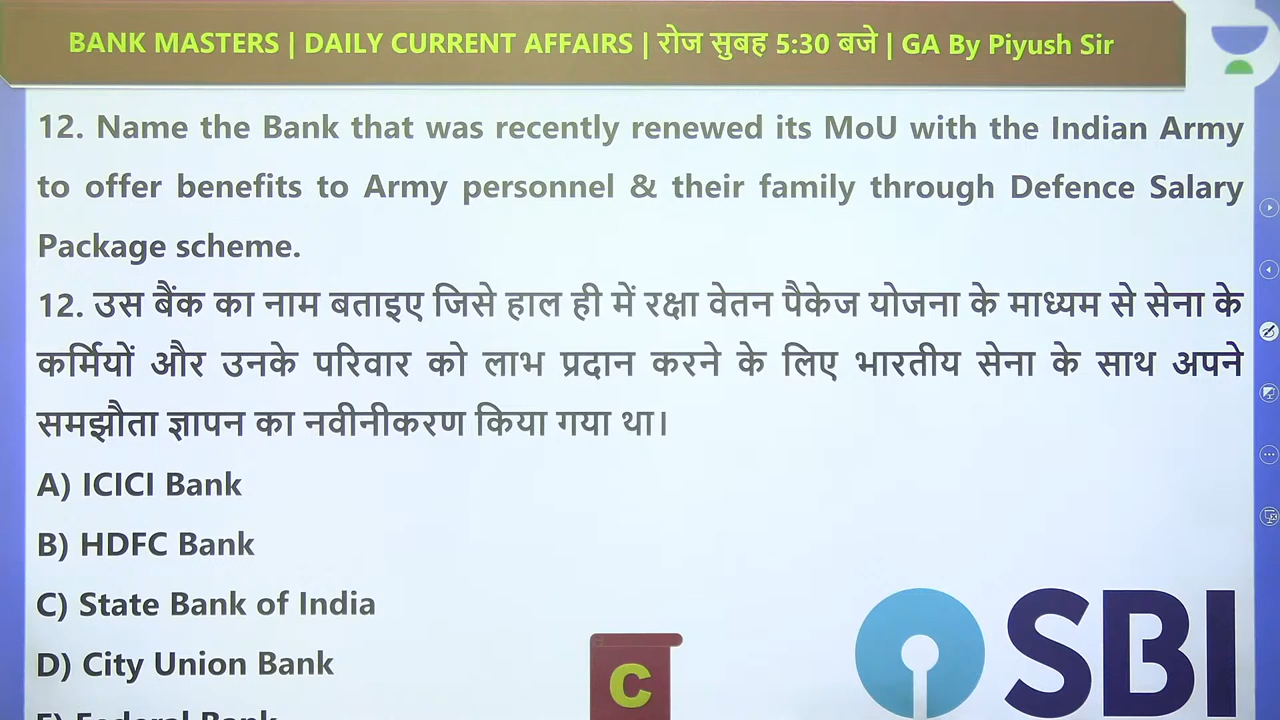 BANK MASTERS | DAILY CURRENT AFFAIRS | रोज सुबह 5:30 बजे | GA By Piyush Sir
12. Name the Bank that was recently renewed its MoU with the Indian Army
to offer benefits to Army personnel & their family through Defence Salary
Package scheme.
12. उस बैंक का नाम बताइए जिसे हाल ही में रक्षा वेतन पैकेज योजना के माध्यम से सेना के
कर्मियों और उनके परिवार को लाभ प्रदान करने के लिए भारतीय सेना के साथ अपने
समझौता ज्ञापन का नवीनीकरण किया गया था।
A) ICICI Bank
B) HDFC Bank
C) State Bank of India
D) City Union Bank
E) Federal Bank
C
SBI